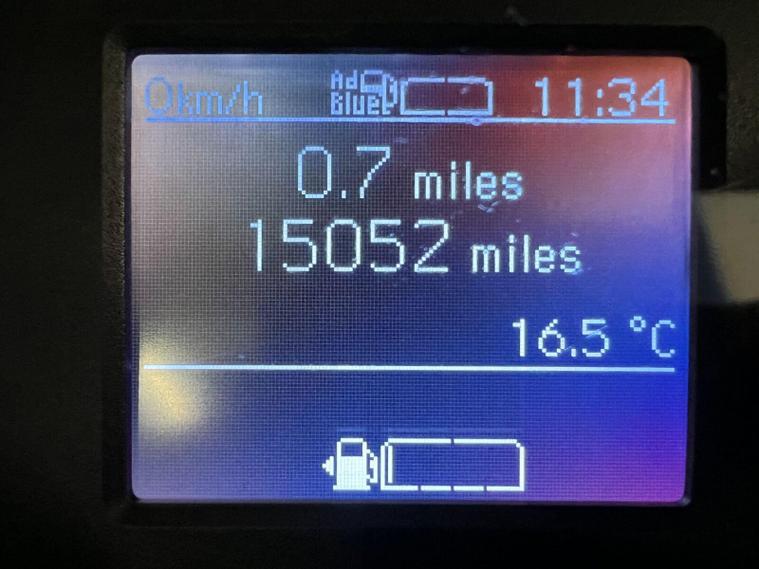 0km/h Ad Blue 11:34
0.7 miles
15052 miles
16.5 °C